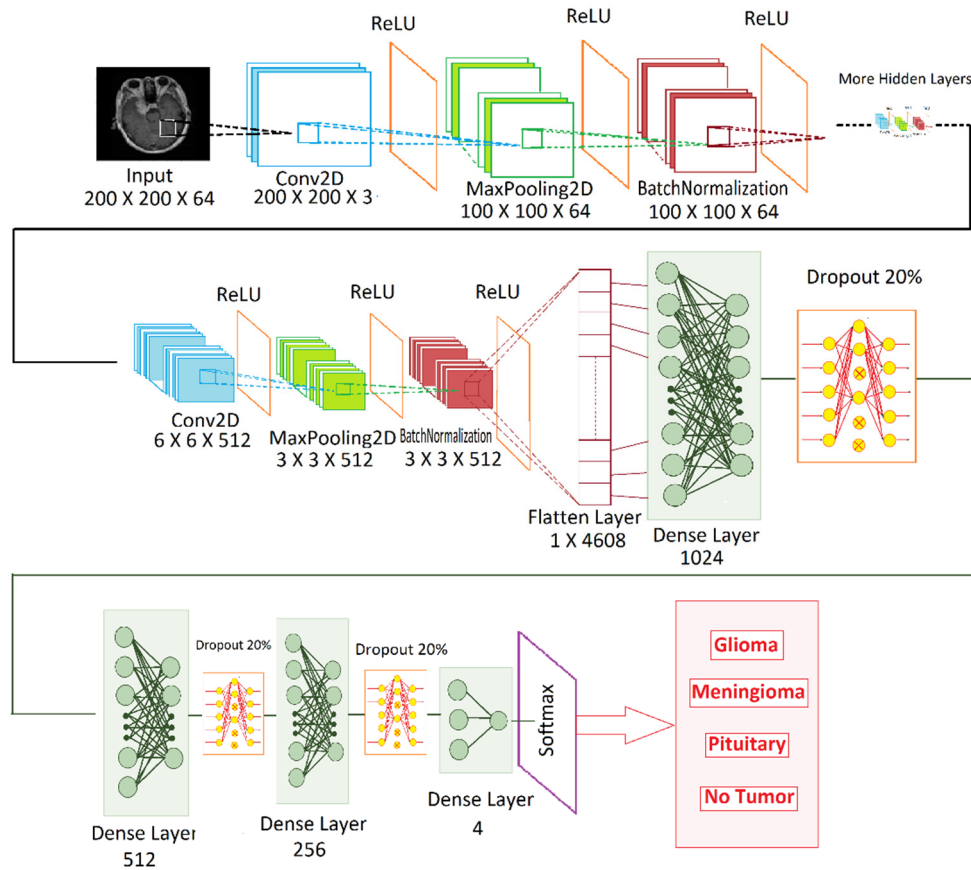 ReLU
ReLU
ReLU
More Hidden Layers
Input
200 X 200 X 64
Conv2D
200 X 200 X 3
MaxPooling2D
100 X 100 X 64
BatchNormalization
100 X 100 X 64
ReLU
ReLU
ReLU
Dropout 20%
Conv2D
6 X 6 X 512
MaxPooling2D
3 X 3 X 512
BatchNormalization
3 X 3 X 512
Flatten Layer
1 X 4608
Dense Layer
1024
Dropout 20%
Dropout 20%
Softmax
Glioma
Meningioma
Pituitary
No Tumor
Dense Layer
512
Dense Layer
256
Dense Layer
4